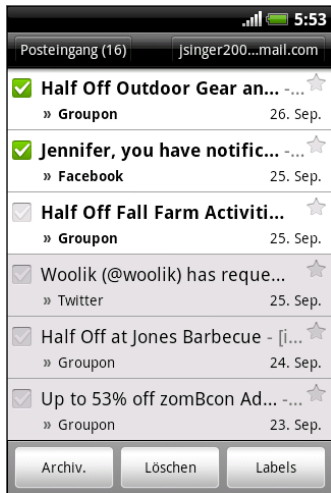 5:53
Posteingang (16) jsinger200...mail.com
Half Off Outdoor Gear an... -...
» Groupon 26. Sep.
Jennifer, you have notific... -...
» Facebook 25. Sep.
Half Off Fall Farm Activiti...
» Groupon 25. Sep.
Woolik (@woolik) has reque...
» Twitter 25. Sep.
Half Off at Jones Barbecue - [i...
» Groupon 24. Sep.
Up to 53% off zomBcon Ad... -...
» Groupon 23. Sep.
Archiv. Löschen Labels